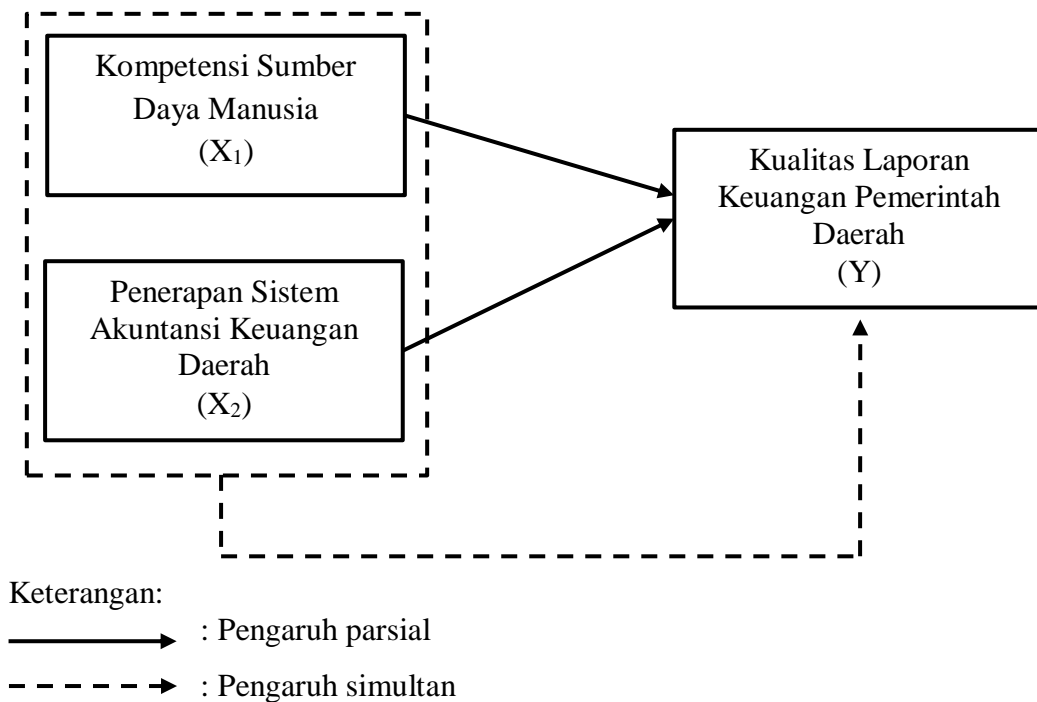 Kompetensi Sumber
Daya Manusia
(X₁)
Kualitas Laporan
Keuangan Pemerintah
Daerah
(Y)
Penerapan Sistem
Akuntansi Keuangan
Daerah
(X₂)
Keterangan:
: Pengaruh parsial
: Pengaruh simultan